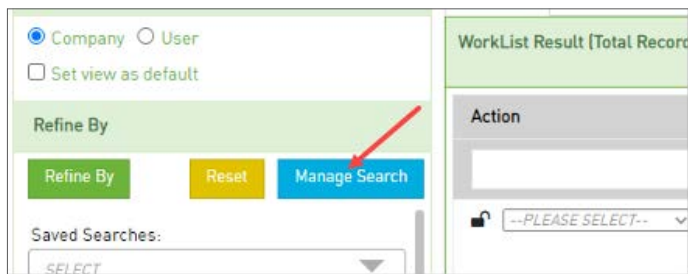 Company User
Set view as default
Refine By
Refine By Reset Manage Search
Saved Searches:
SELECT
WorkList Result (Total Record
Action
--PLEASE SELECT--